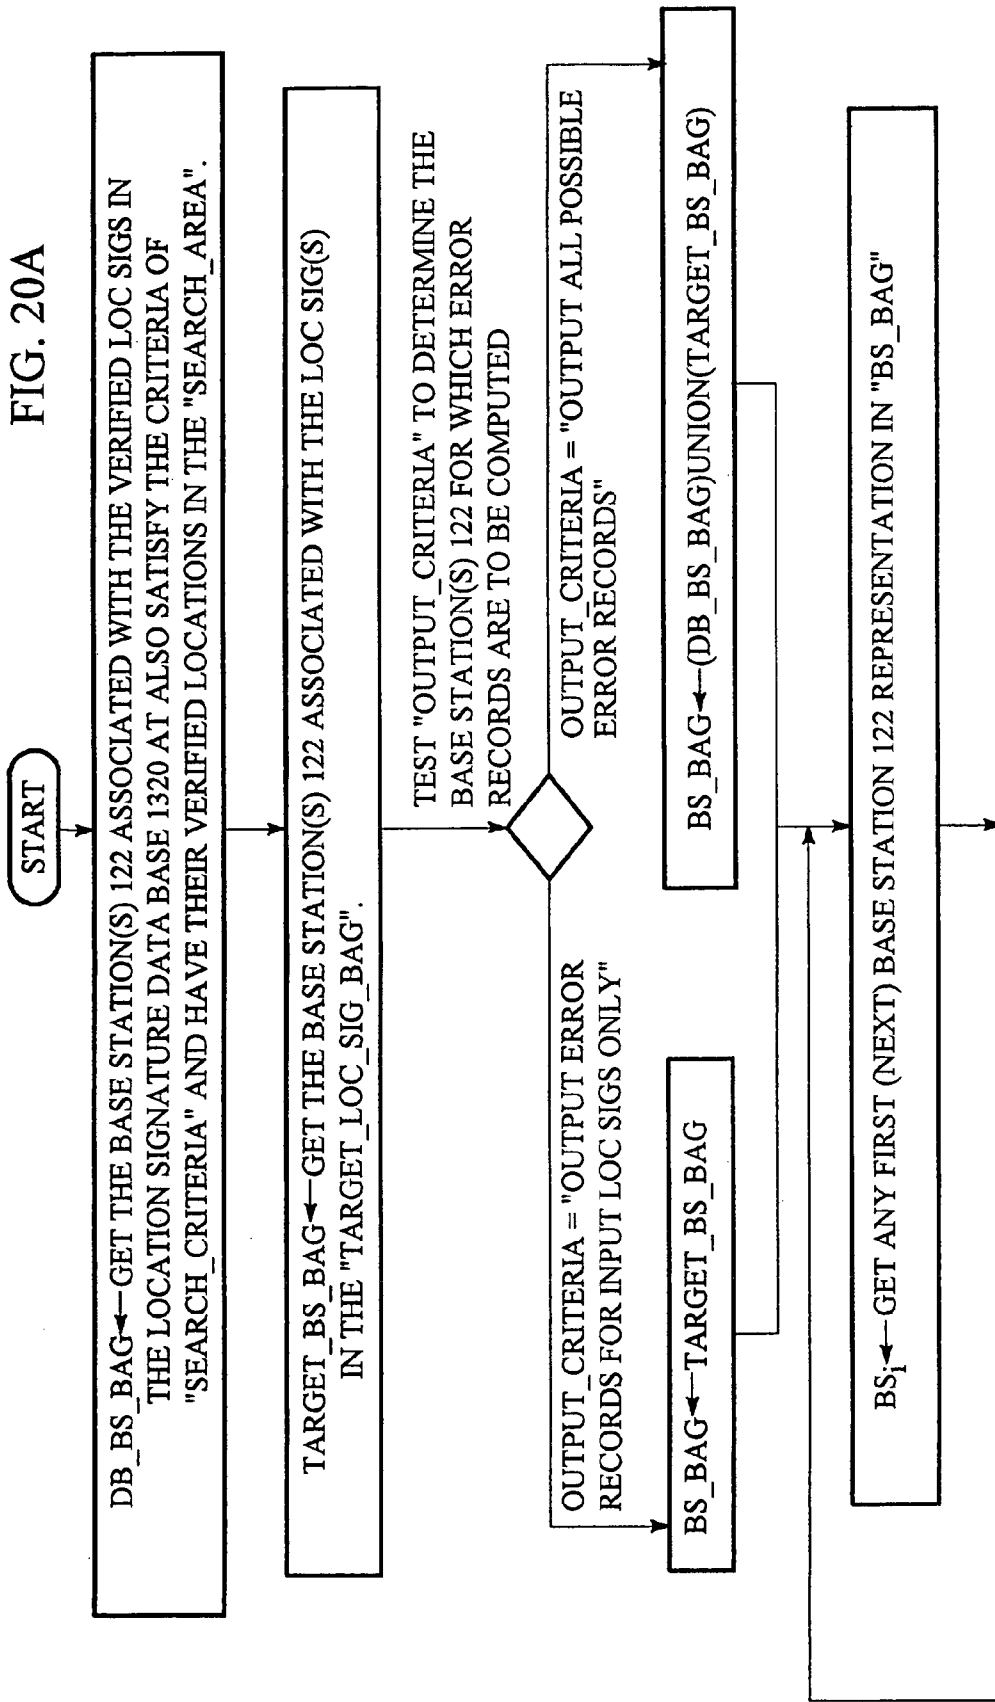 FIG. 20A
START
DB_BS_BAG←GET THE BASE STATION(S) 122 ASSOCIATED WITH THE VERIFIED LOC SIGS IN
THE LOCATION SIGNATURE DATA BASE 1320 AT ALSO SATISFY THE CRITERIA OF
"SEARCH_CRITERIA" AND HAVE THEIR VERIFIED LOCATIONS IN THE "SEARCH_AREA".
TARGET_BS_BAG←GET THE BASE STATION(S) 122 ASSOCIATED WITH THE LOC SIG(S)
IN THE "TARGET_LOC_SIG_BAG".
TEST "OUTPUT_CRITERIA" TO DETERMINE THE
BASE STATION(S) 122 FOR WHICH ERROR
RECORDS ARE TO BE COMPUTED
OUTPUT_CRITERIA = "OUTPUT ERROR
RECORDS FOR INPUT LOC SIGS ONLY"
OUTPUT_CRITERIA = "OUTPUT ALL POSSIBLE
ERROR RECORDS"
BS_BAG←TARGET_BS_BAG
BS_BAG←(DB_BS_BAG)UNION(TARGET_BS_BAG)
BSi←GET ANY FIRST (NEXT) BASE STATION 122 REPRESENTATION IN "BS_BAG"